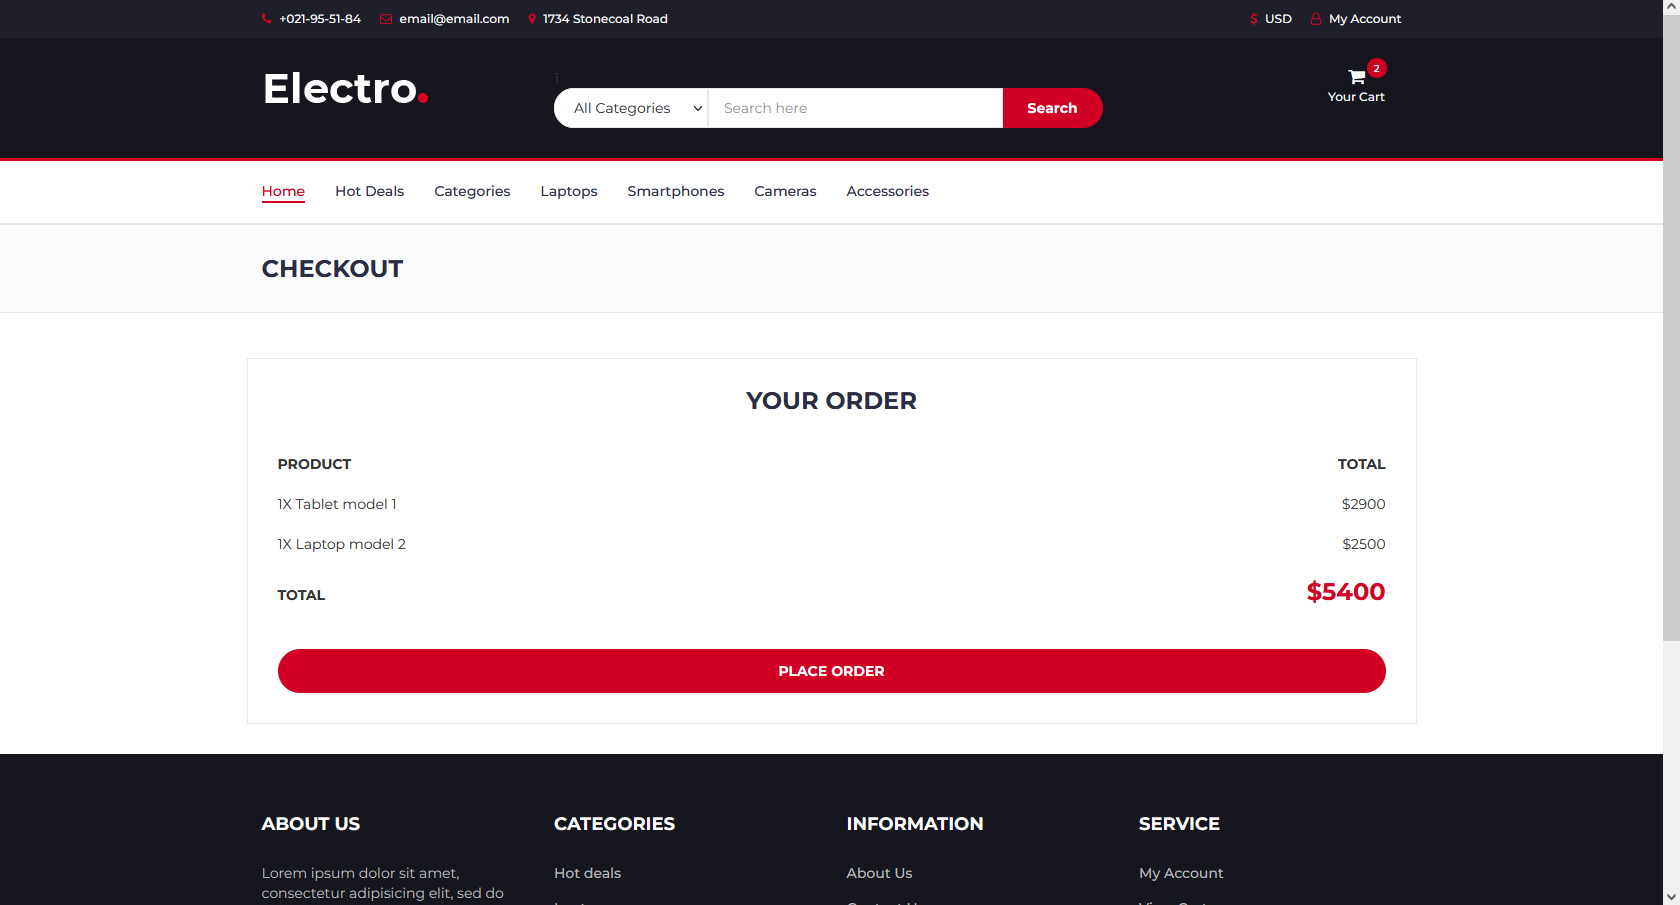 +021-95-51-84 email@email.com 1734 Stonecoal Road $ USD My Account
Electro.
1
All Categories Search here Search
2
Your Cart
Home Hot Deals Categories Laptops Smartphones Cameras Accessories
CHECKOUT
YOUR ORDER
PRODUCT TOTAL
1X Tablet model 1 $2900
1X Laptop model 2 $2500
TOTAL $5400
PLACE ORDER
ABOUT US CATEGORIES INFORMATION SERVICE
Lorem ipsum dolor sit amet, Hot deals About Us My Account
consectetur adipisicing elit, sed do